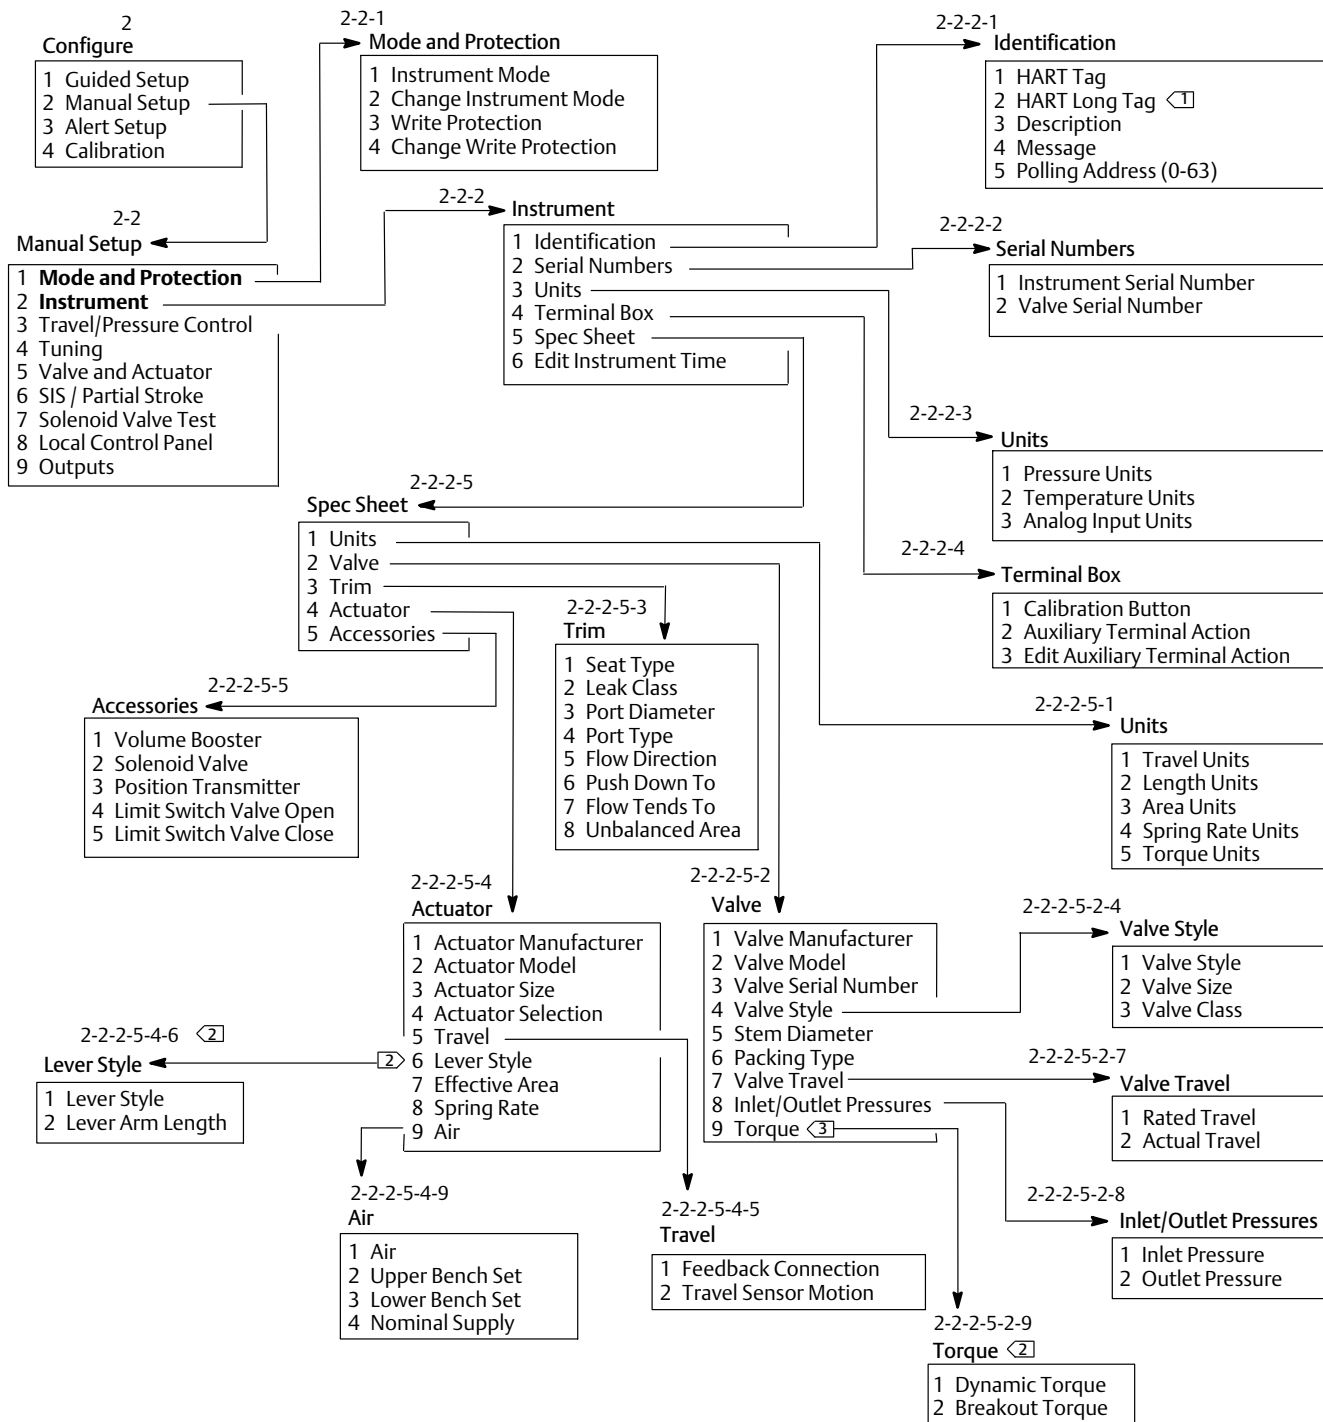 2
Configure
1 Guided Setup
2 Manual Setup
3 Alert Setup
4 Calibration
2-2-1
Mode and Protection
1 Instrument Mode
2 Change Instrument Mode
3 Write Protection
4 Change Write Protection
2-2-2-1
Identification
1 HART Tag
2 HART Long Tag 1
3 Description
4 Message
5 Polling Address (0-63)
2-2
Manual Setup
1 Mode and Protection
2 Instrument
3 Travel/Pressure Control
4 Tuning
5 Valve and Actuator
6 SIS / Partial Stroke
7 Solenoid Valve Test
8 Local Control Panel
9 Outputs
2-2-2
Instrument
1 Identification
2 Serial Numbers
3 Units
4 Terminal Box
5 Spec Sheet
6 Edit Instrument Time
2-2-2-2
Serial Numbers
1 Instrument Serial Number
2 Valve Serial Number
2-2-2-3
Units
1 Pressure Units
2 Temperature Units
3 Analog Input Units
2-2-2-4
Terminal Box
1 Calibration Button
2 Auxiliary Terminal Action
3 Edit Auxiliary Terminal Action
2-2-2-5
Spec Sheet
1 Units
2 Valve
3 Trim
4 Actuator
5 Accessories
2-2-2-5-3
Trim
1 Seat Type
2 Leak Class
3 Port Diameter
4 Port Type
5 Flow Direction
6 Push Down To
7 Flow Tends To
8 Unbalanced Area
2-2-2-5-5
Accessories
1 Volume Booster
2 Solenoid Valve
3 Position Transmitter
4 Limit Switch Valve Open
5 Limit Switch Valve Close
2-2-2-5-1
Units
1 Travel Units
2 Length Units
3 Area Units
4 Spring Rate Units
5 Torque Units
2-2-2-5-4
Actuator
1 Actuator Manufacturer
2 Actuator Model
3 Actuator Size
4 Actuator Selection
5 Travel
2 6 Lever Style
7 Effective Area
8 Spring Rate
9 Air
2-2-2-5-2
Valve
1 Valve Manufacturer
2 Valve Model
3 Valve Serial Number
4 Valve Style
5 Stem Diameter
6 Packing Type
7 Valve Travel
8 Inlet/Outlet Pressures
9 Torque 3
2-2-2-5-2-4
Valve Style
1 Valve Style
2 Valve Size
3 Valve Class
2-2-2-5-4-6 2
Lever Style
1 Lever Style
2 Lever Arm Length
2-2-2-5-2-7
Valve Travel
1 Rated Travel
2 Actual Travel
2-2-2-5-4-9
Air
1 Air
2 Upper Bench Set
3 Lower Bench Set
4 Nominal Supply
2-2-2-5-4-5
Travel
1 Feedback Connection
2 Travel Sensor Motion
2-2-2-5-2-8
Inlet/Outlet Pressures
1 Inlet Pressure
2 Outlet Pressure
2-2-2-5-2-9
Torque 2
1 Dynamic Torque
2 Breakout Torque